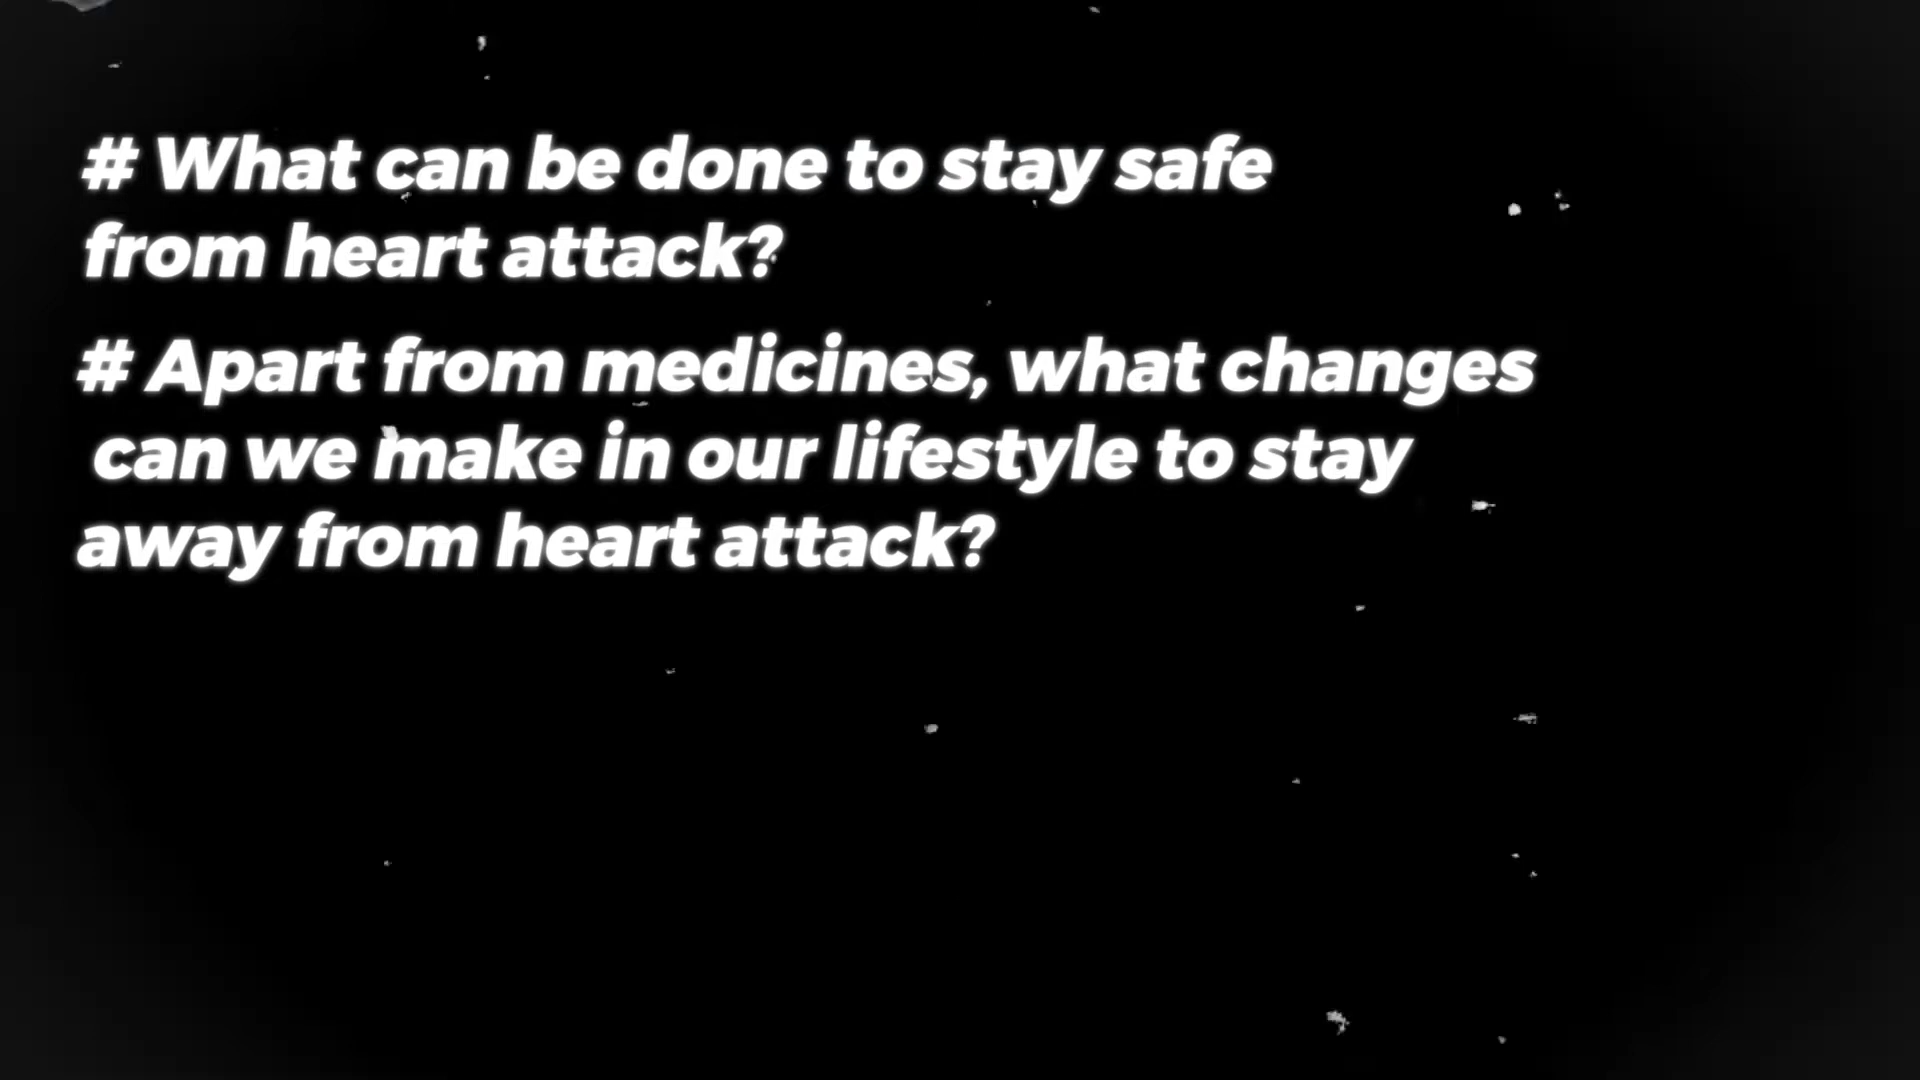 # What can be done to stay safe
from heart attack?
# Apart from medicines, what changes
can we make in our lifestyle to stay
away from heart attack?